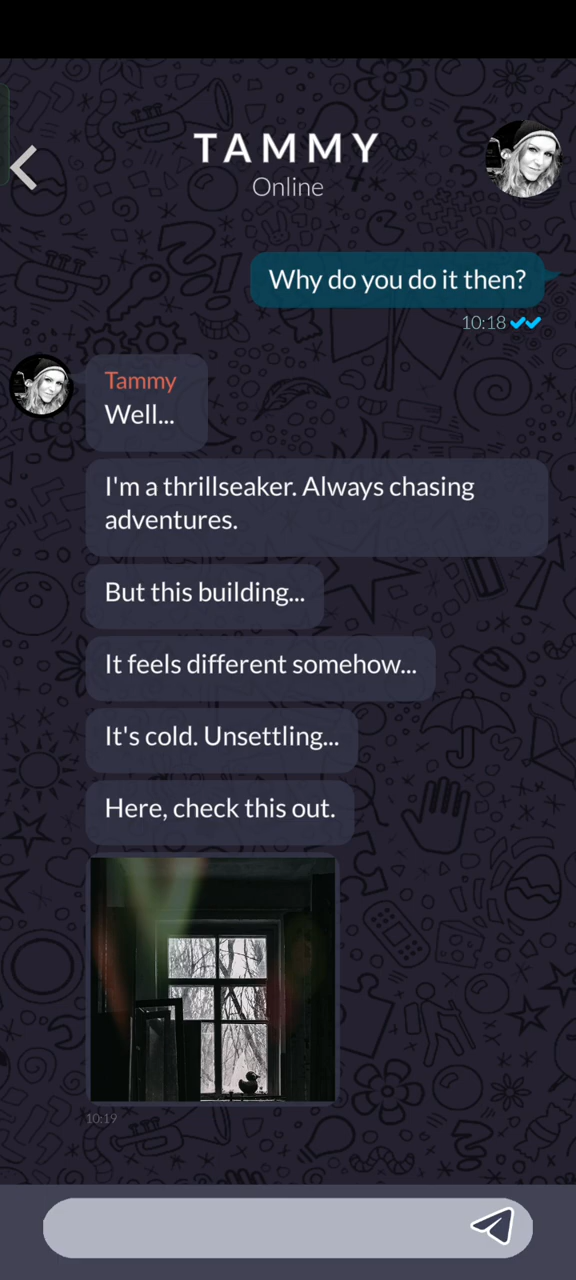 TAMMY
Online
Why do you do it then?
10:18
Tammy
Well...
I'm a thrillseaker. Always chasing
adventures.
But this building...
It feels different somehow...
It's cold. Unsettling...
Here, check this out.
10:19